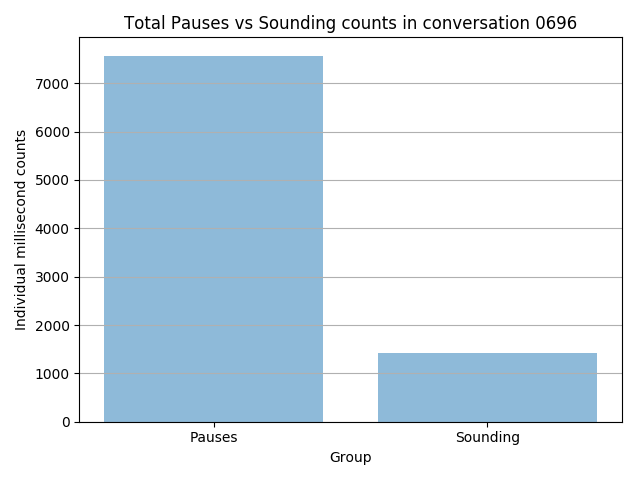 Total Pauses vs Sounding counts in conversation 0696
Individual millisecond counts
7000
6000
5000
4000
3000
2000
1000
0
Pauses
Sounding
Group